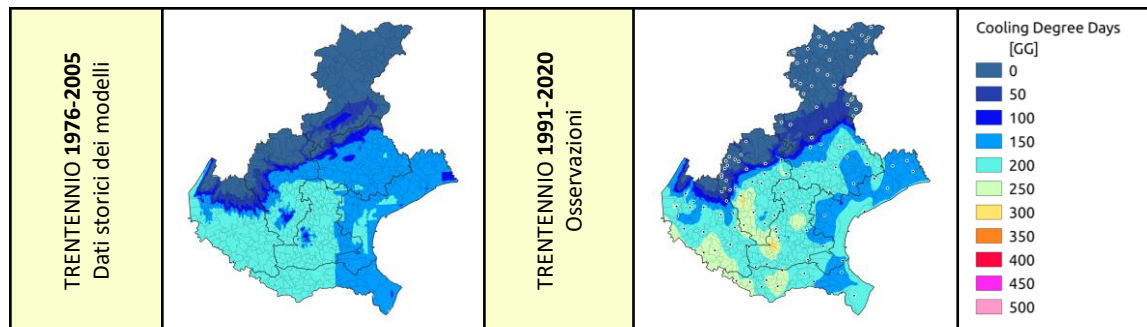 TRENTENNIO 1976-2005
Dati storici dei modelli
TRENTENNIO 1991-2020
Osservazioni
Cooling Degree Days
[GG]
0
50
100
150
200
250
300
350
400
450
500